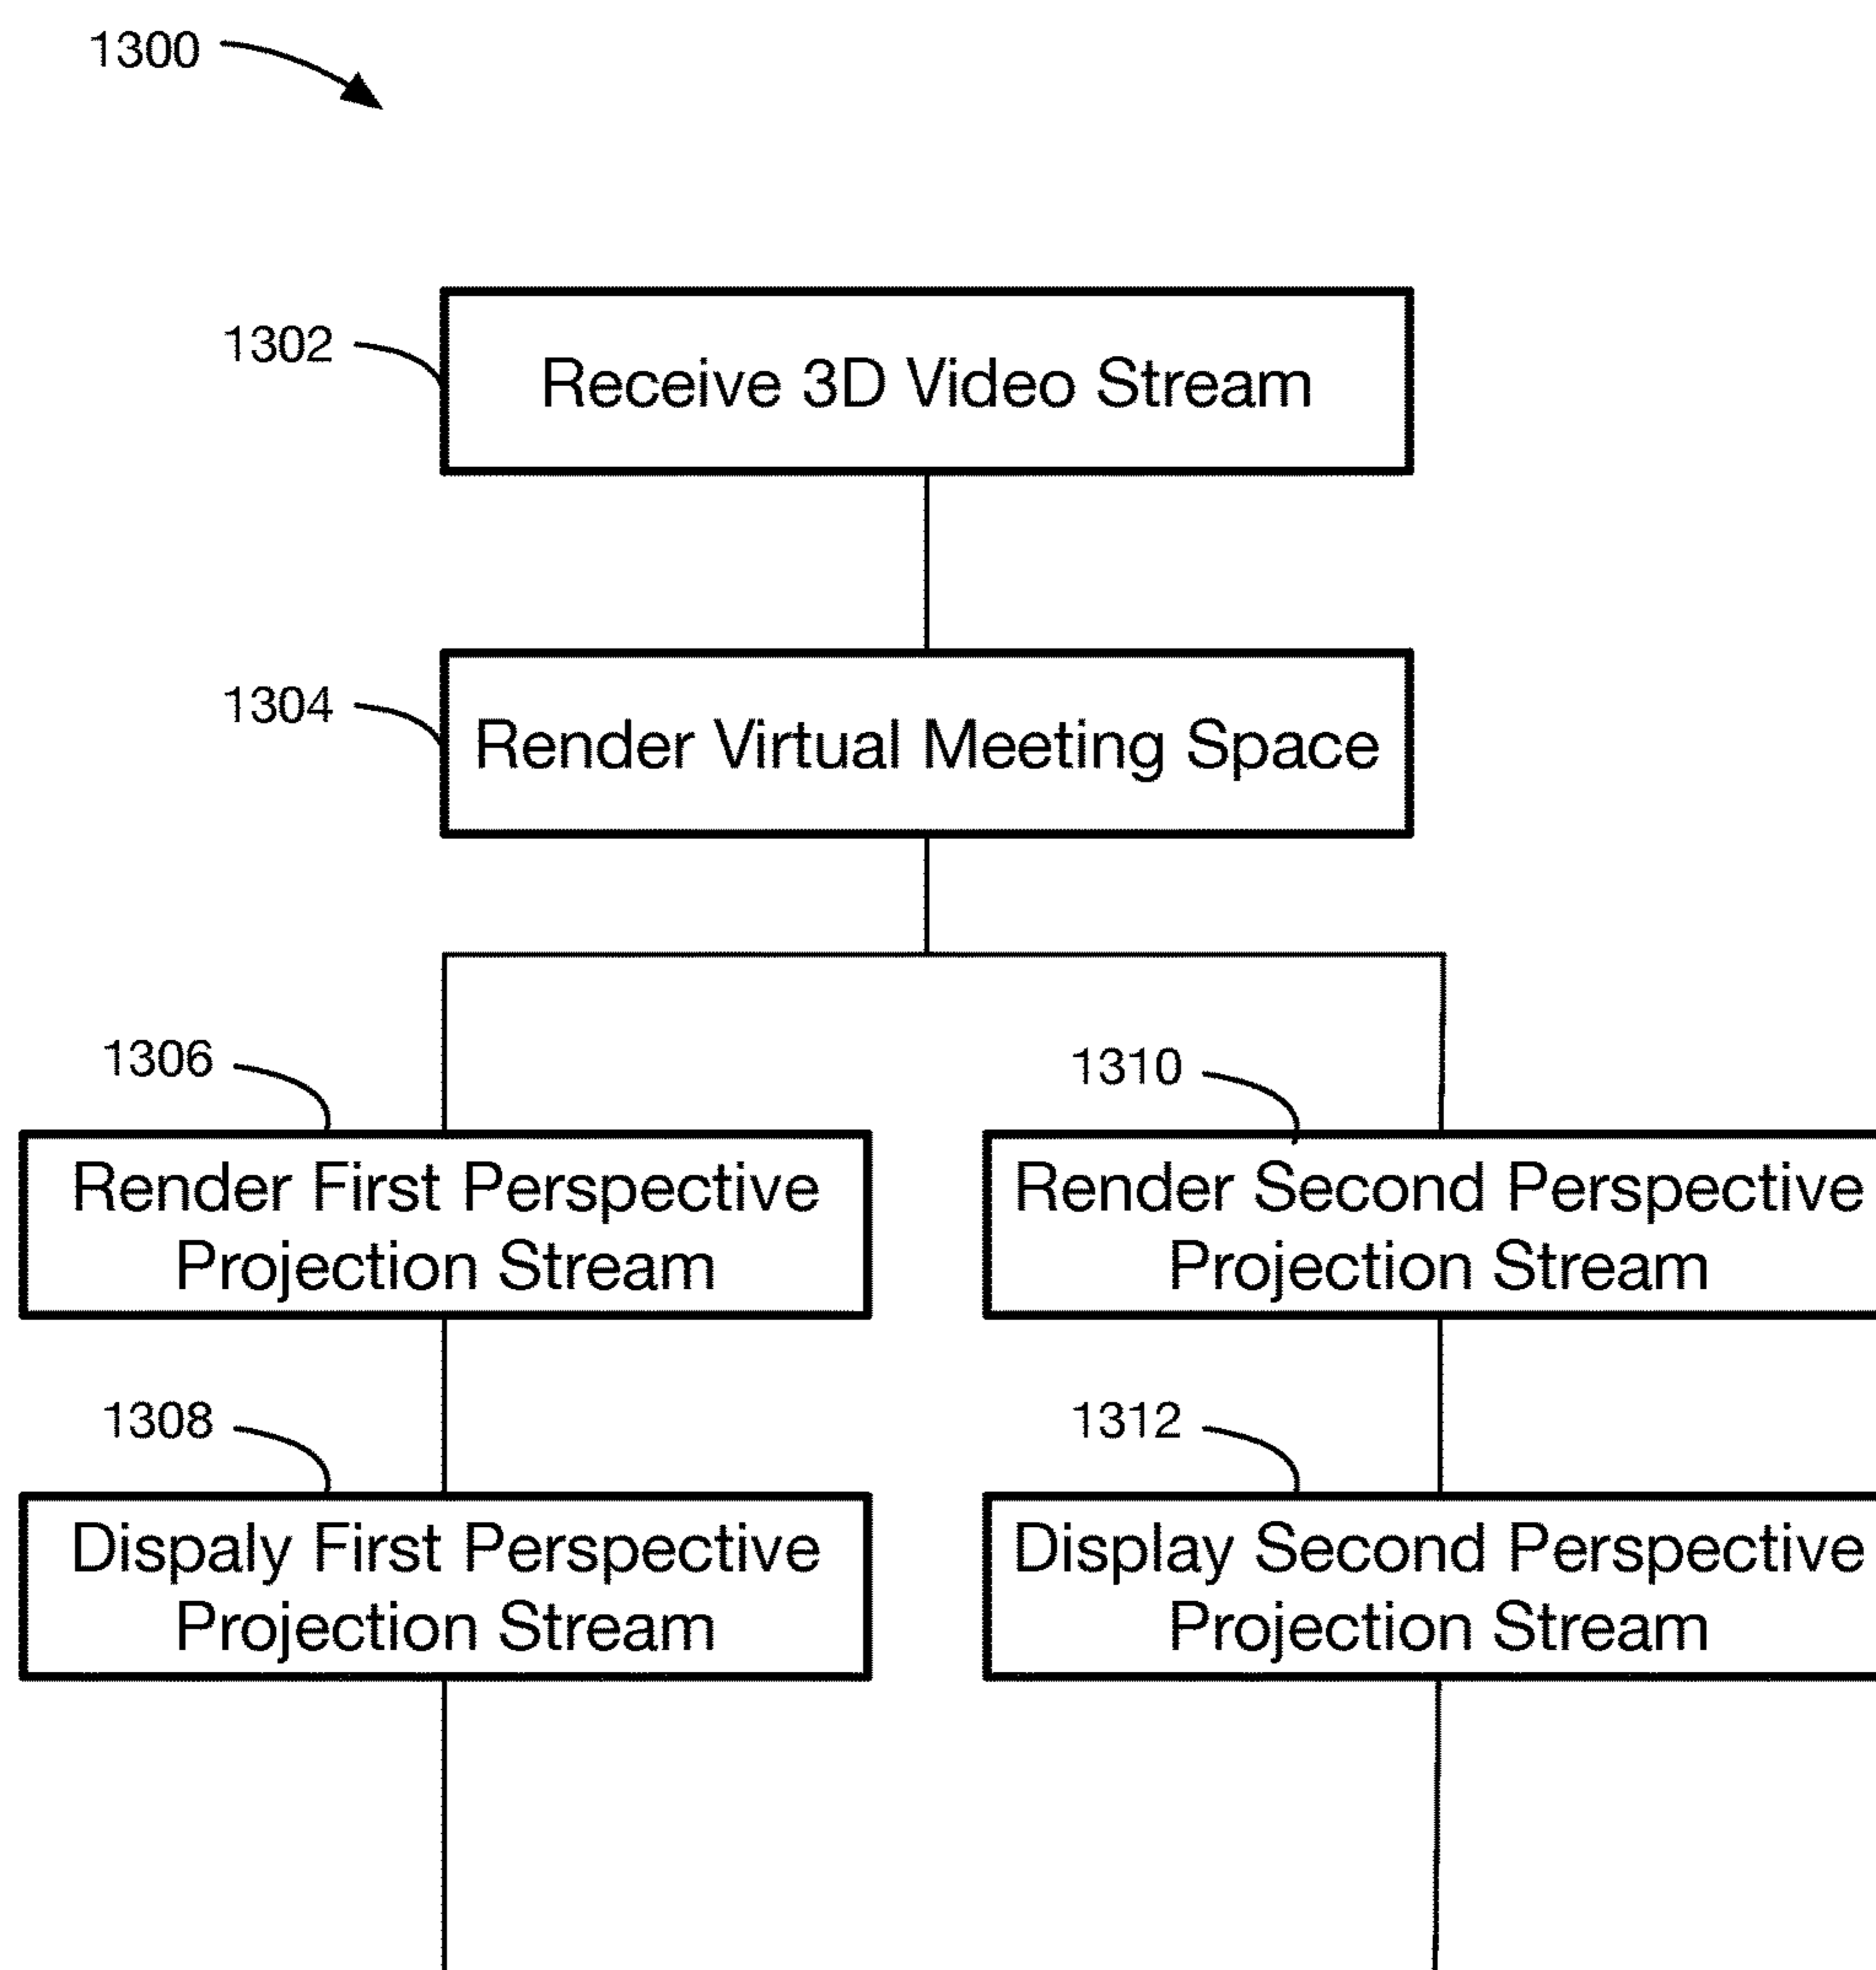 1300
1302
Receive 3D Video Stream
1304
Render Virtual Meeting Space
1306
Render First Perspective
Projection Stream
1310
Render Second Perspective
Projection Stream
1308
Dispaly First Perspective
Projection Stream
1312
Display Second Perspective
Projection Stream